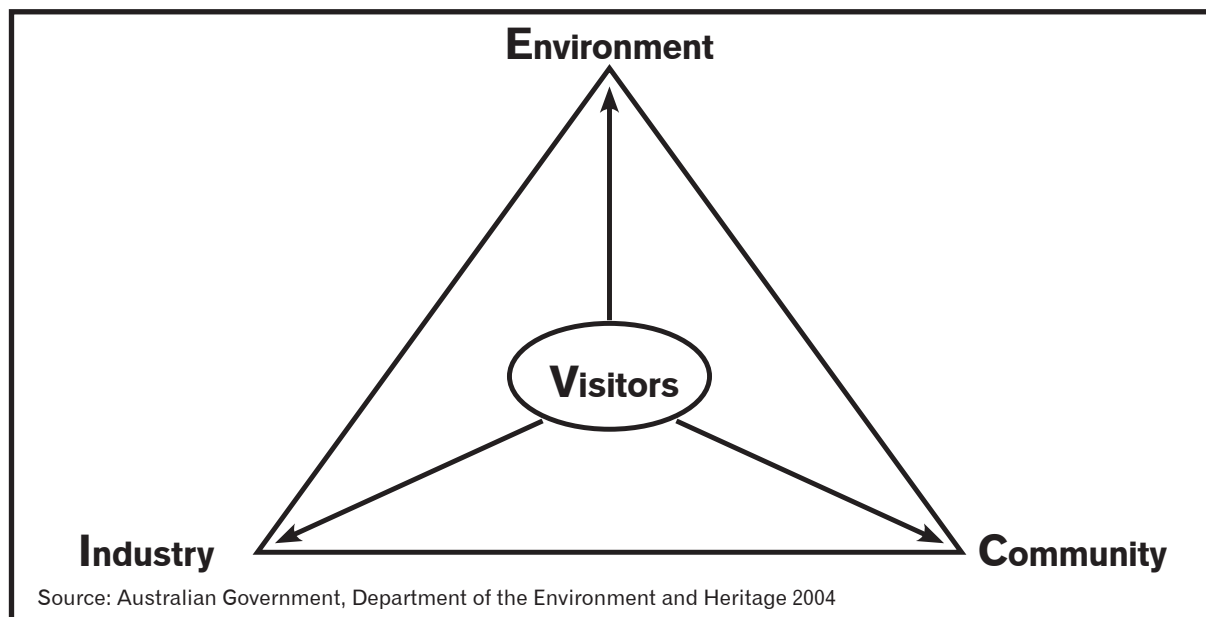 Environment
Visitors
Industry
Community
Source: Australian Government, Department of the Environment and Heritage 2004